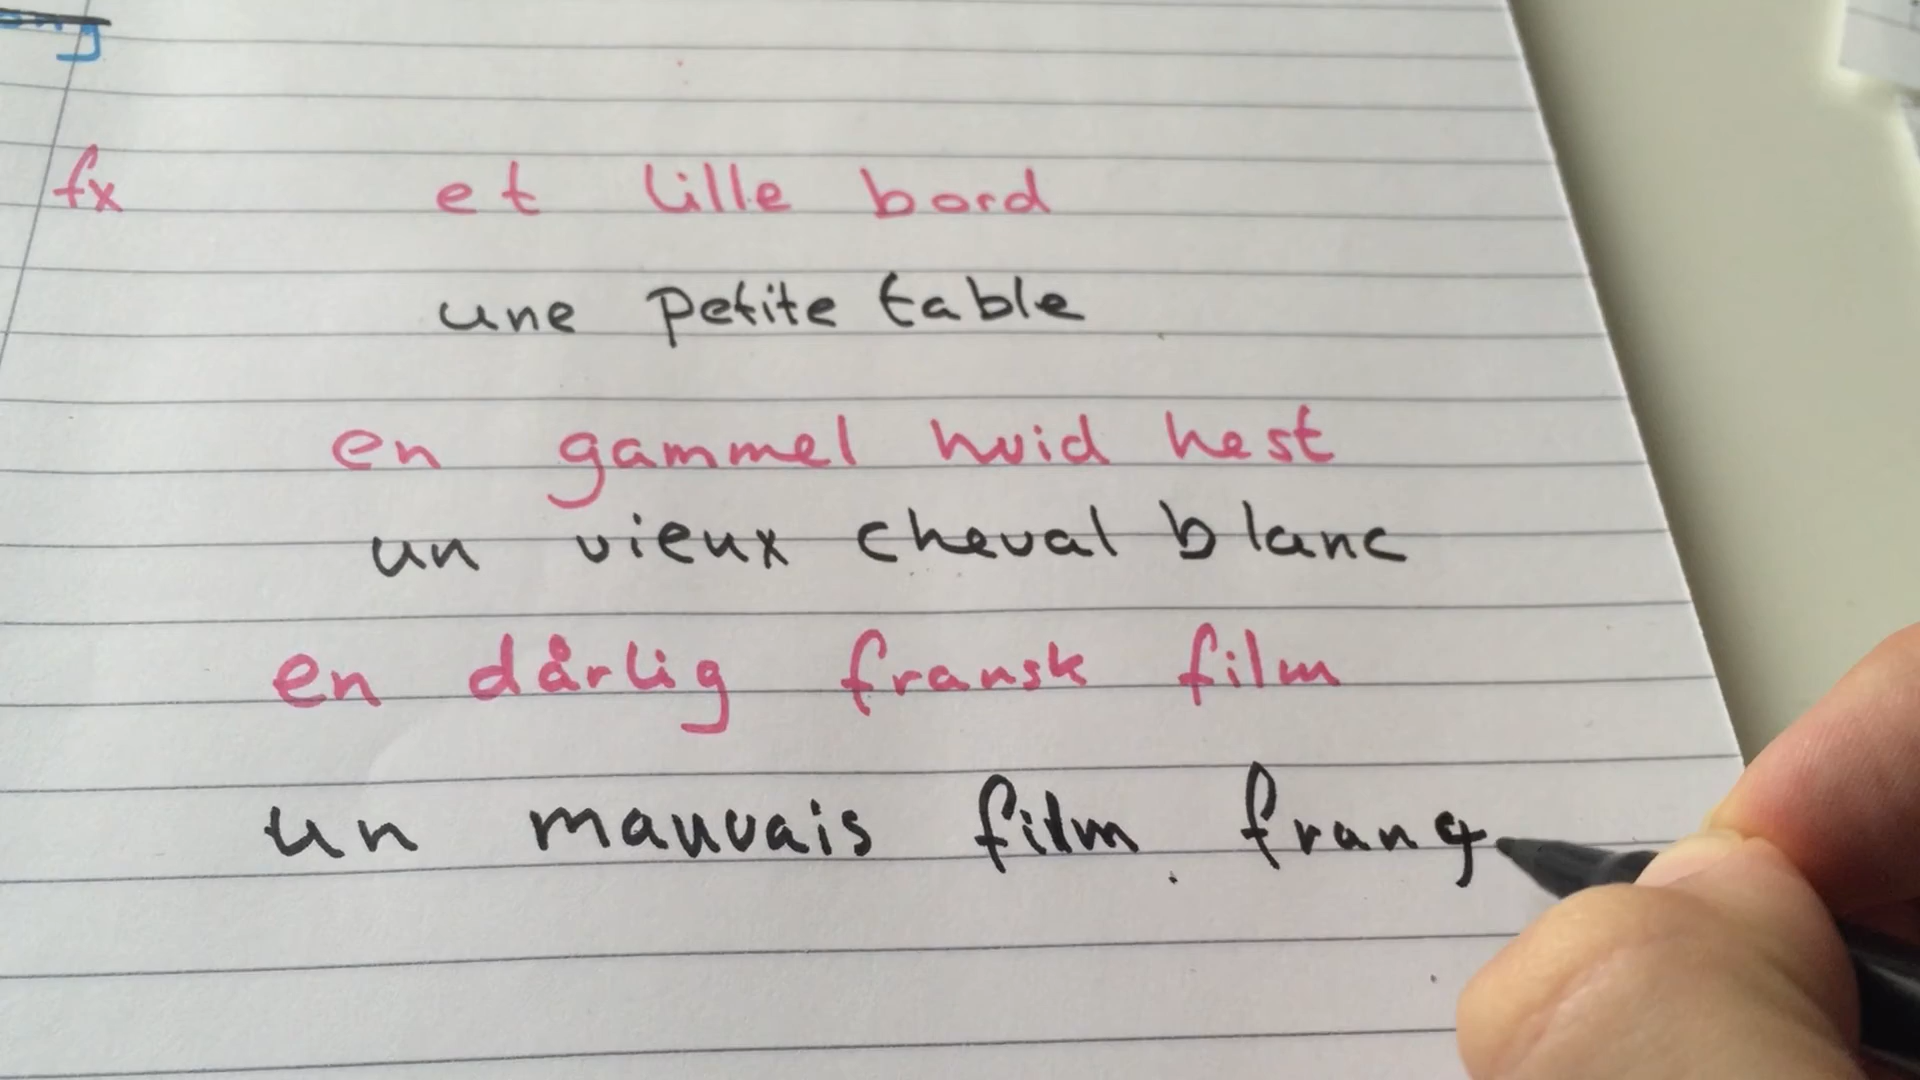 fx et lille bord
une petite table
en gammel hvid hest
un vieux cheval blanc
en dårlig fransk film
un mauvais film franç